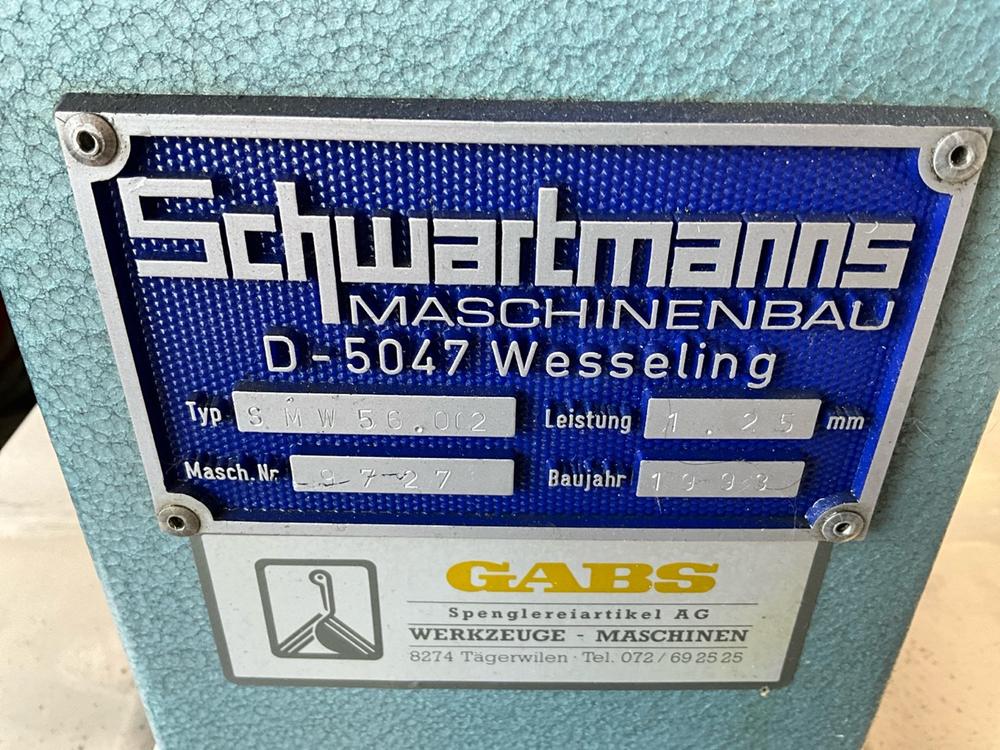 Schwartmanns
MASCHINENBAU
D-5047 Wesseling
Typ SMW 56.002 Leistung 1.25 mm
Masch.Nr. 9727 Baujahr 1993
GABS
Spenglereiartikel AG
WERKZEUGE - MASCHINEN
8274 Tägerwilen · Tel. 072 / 69 25 25